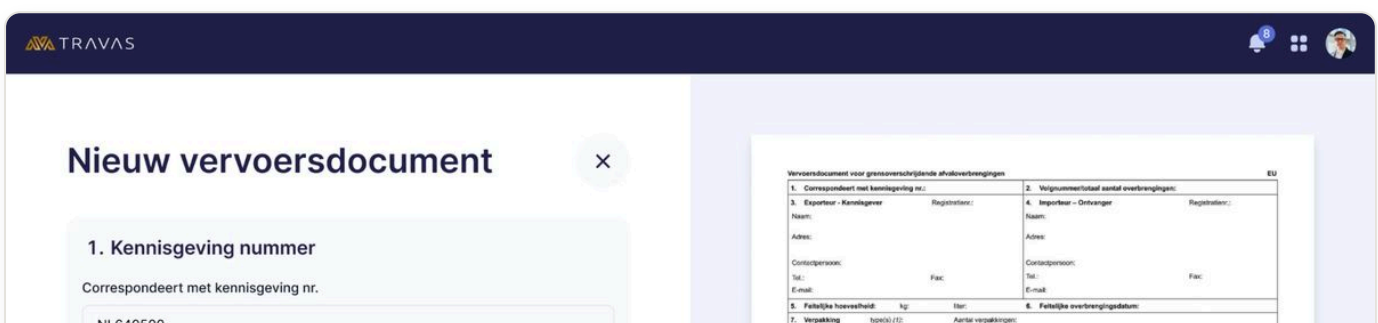 TRAVAS
8
Nieuw vervoersdocument
1. Kennisgeving nummer
Correspondeert met kennisgeving nr.
Vervoersdocument voor grensoverschrijdende afvaloverbrengingen EU
1. Correspondeert met kennisgeving nr.: 2. Volgnummer/totaal aantal overbrengingen:
3. Exporteur - Kennisgever Registratienr.: 4. Importeur – Ontvanger Registratienr.:
Naam: Naam:
Adres: Adres:
Contactpersoon: Contactpersoon:
Tel.: Fax: Tel.: Fax:
E-mail: E-mail:
5. Feitelijke hoeveelheid: kg: liter: 6. Feitelijke overbrengingsdatum:
7. Verpakking type(s) (1): Aantal verpakkingen: